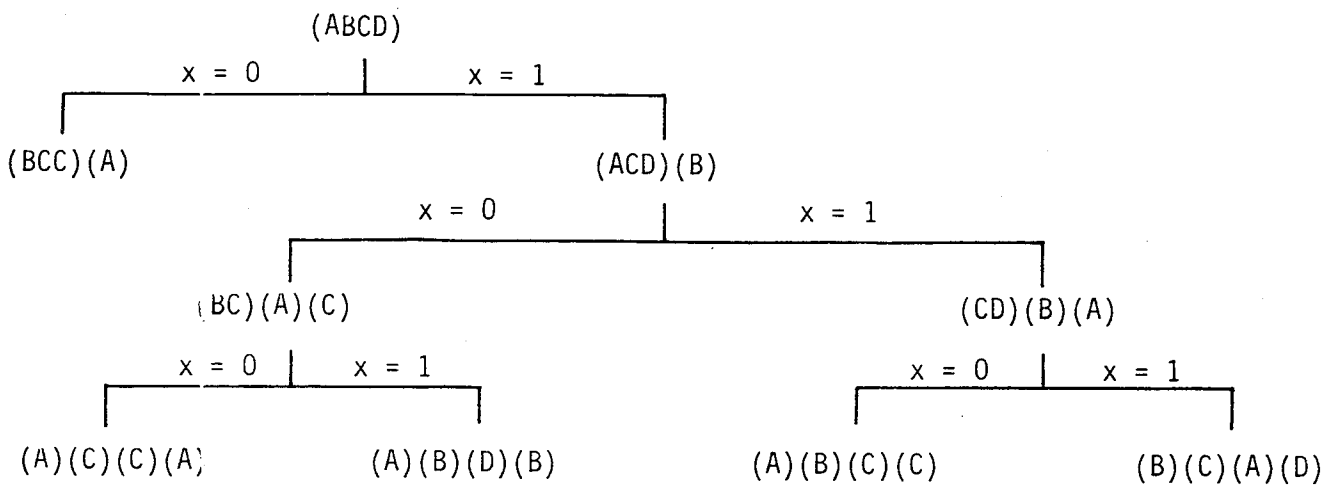 (ABCD)
x = 0 x = 1
(BCC)(A) (ACD)(B)
x = 0 x = 1
(BC)(A)(C) (CD)(B)(A)
x = 0 x = 1 x = 0 x = 1
(A)(C)(C)(A) (A)(B)(D)(B) (A)(B)(C)(C) (B)(C)(A)(D)